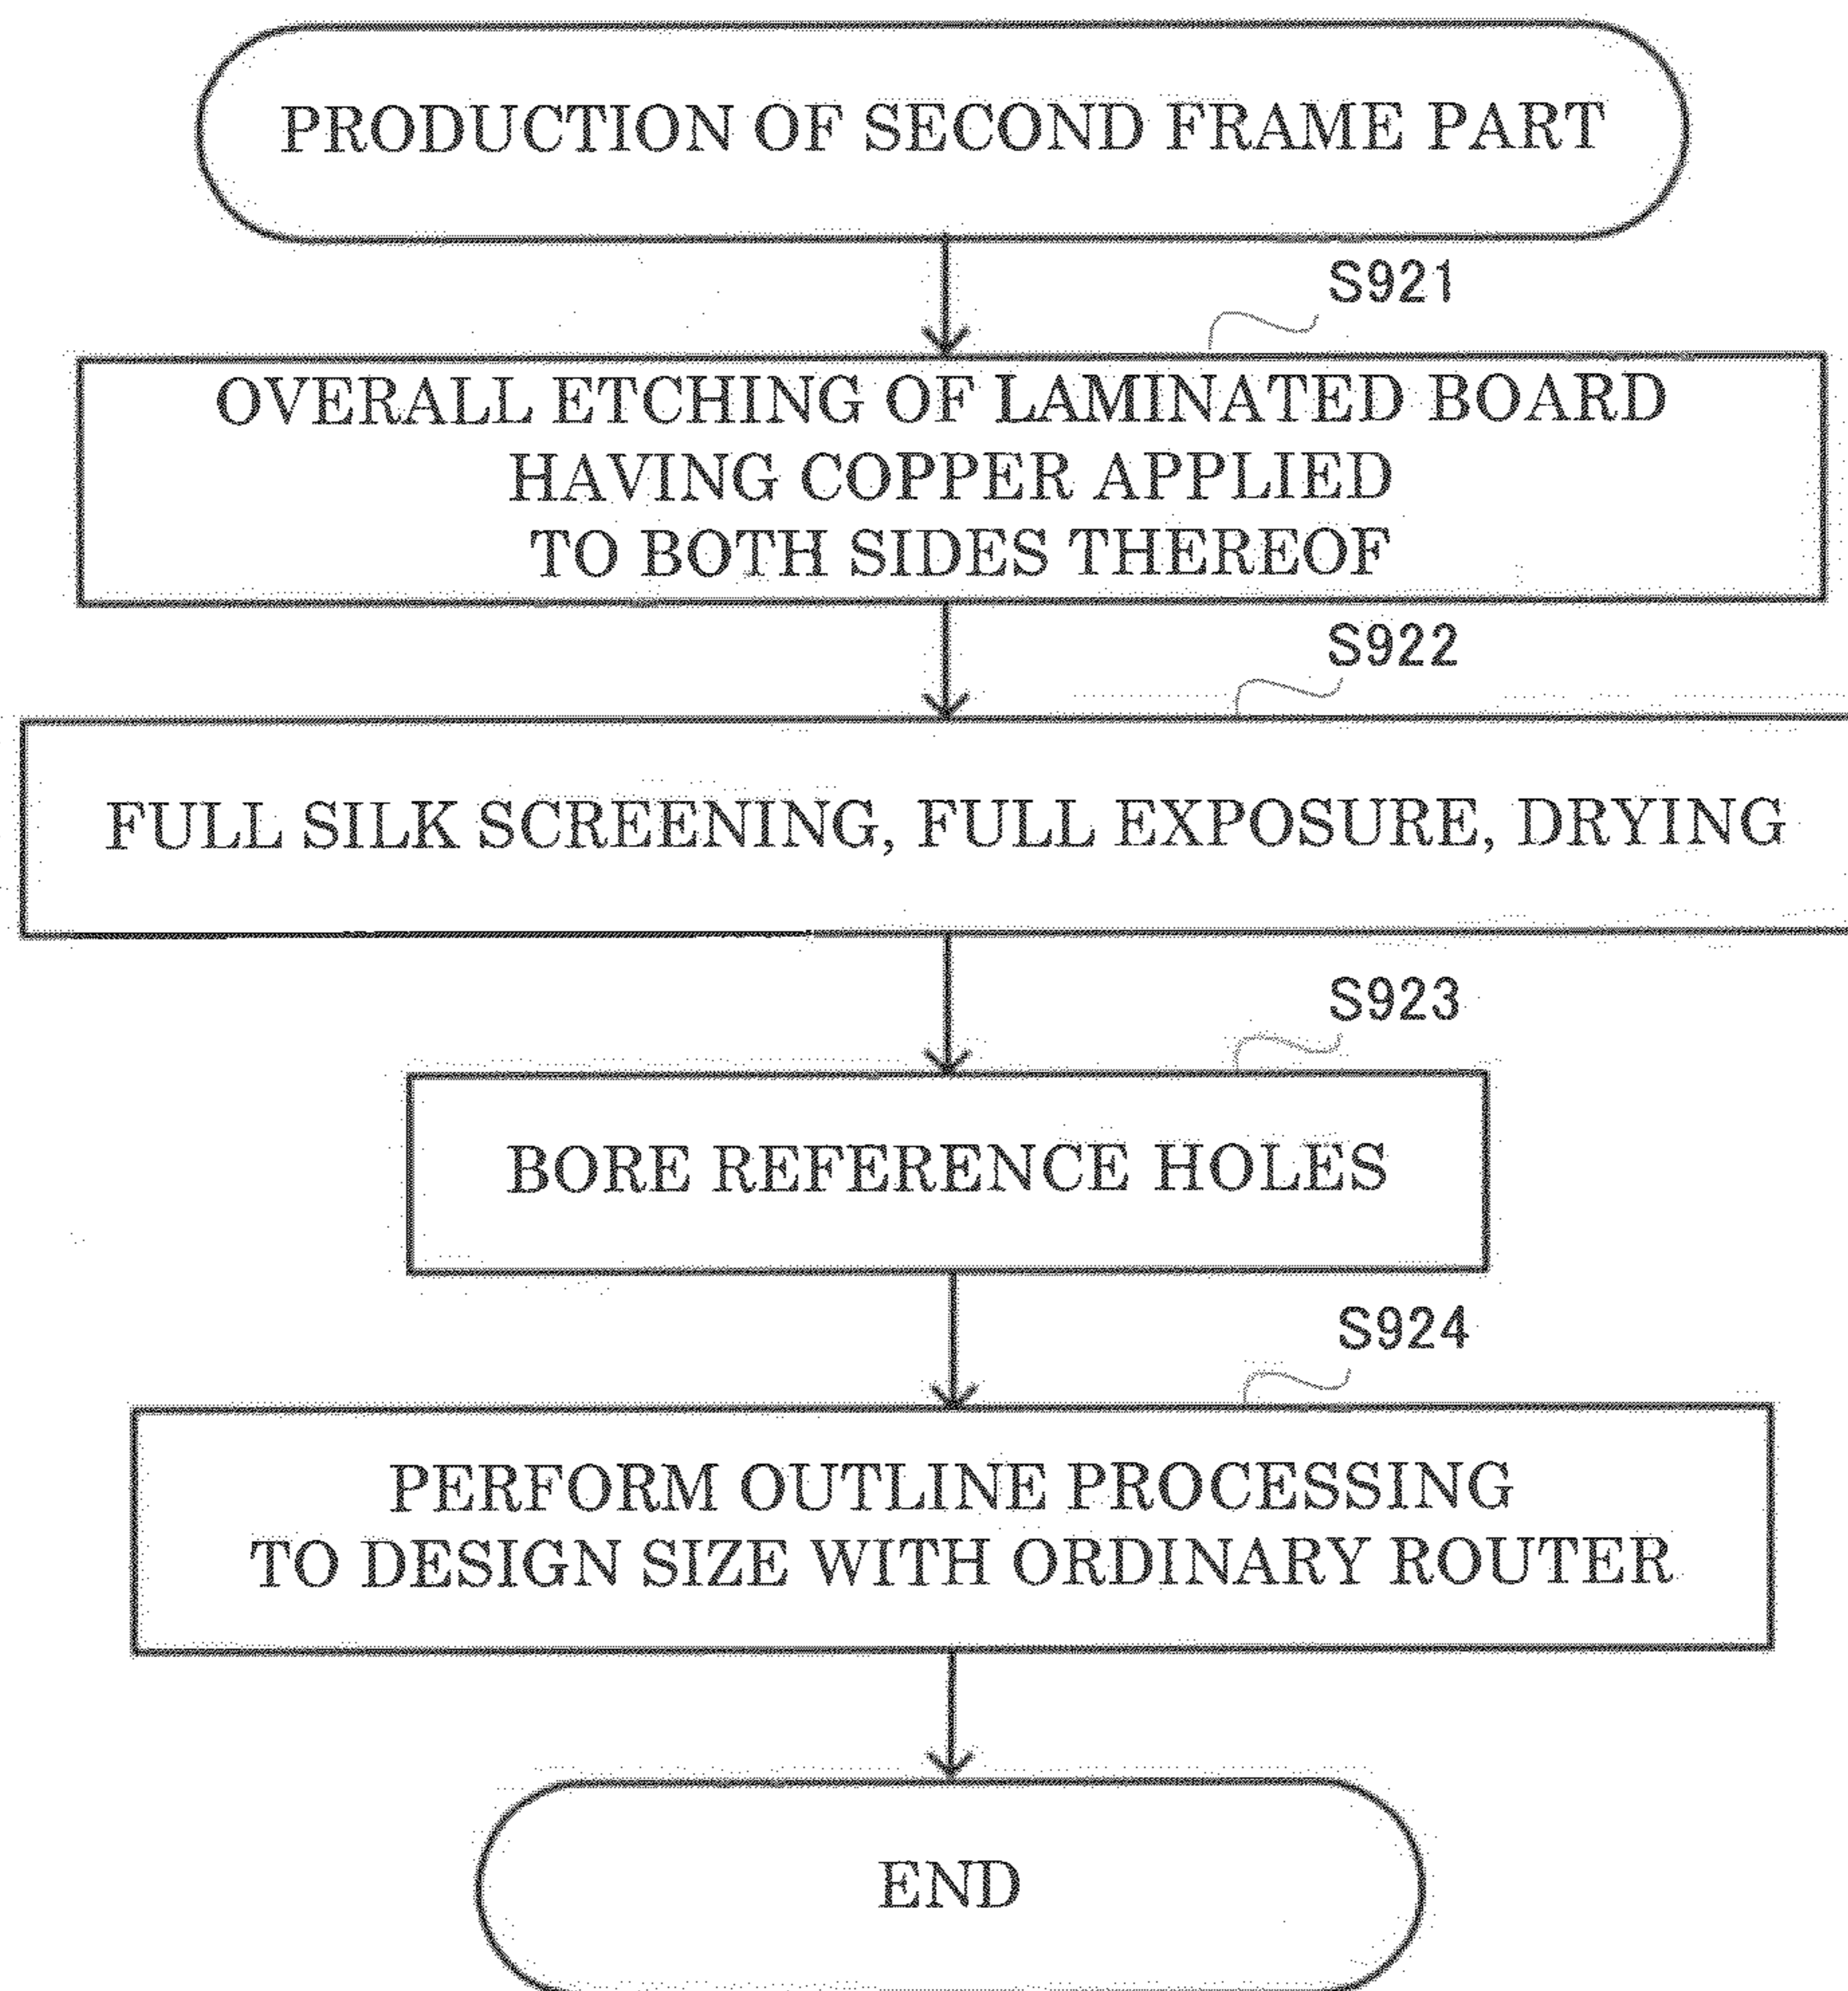 PRODUCTION OF SECOND FRAME PART
S921
OVERALL ETCHING OF LAMINATED BOARD
HAVING COPPER APPLIED
TO BOTH SIDES THEREOF
S922
FULL SILK SCREENING, FULL EXPOSURE, DRYING
S923
BORE REFERENCE HOLES
S924
PERFORM OUTLINE PROCESSING
TO DESIGN SIZE WITH ORDINARY ROUTER
END